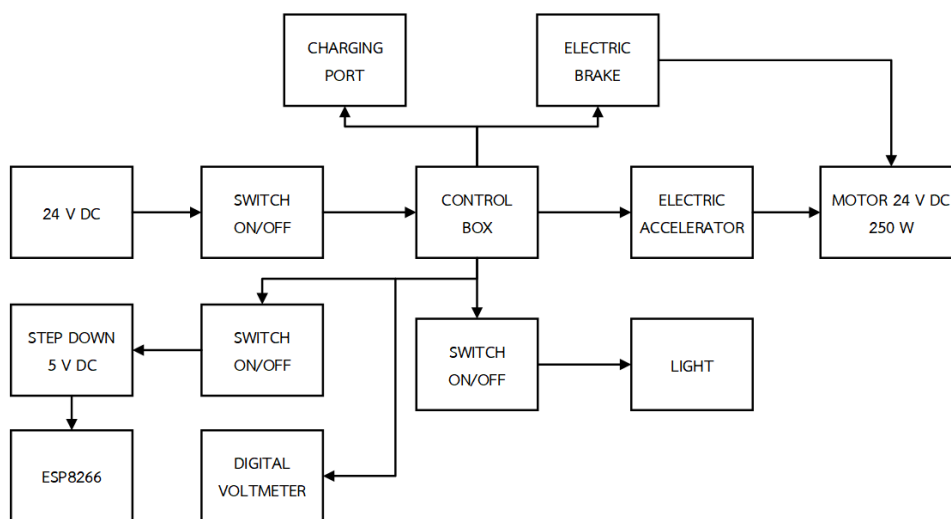 CHARGING
PORT
ELECTRIC
BRAKE
24 V DC
SWITCH
ON/OFF
CONTROL
BOX
ELECTRIC
ACCELERATOR
MOTOR 24 V DC
250 W
STEP DOWN
5 V DC
SWITCH
ON/OFF
SWITCH
ON/OFF
LIGHT
ESP8266
DIGITAL
VOLTMETER